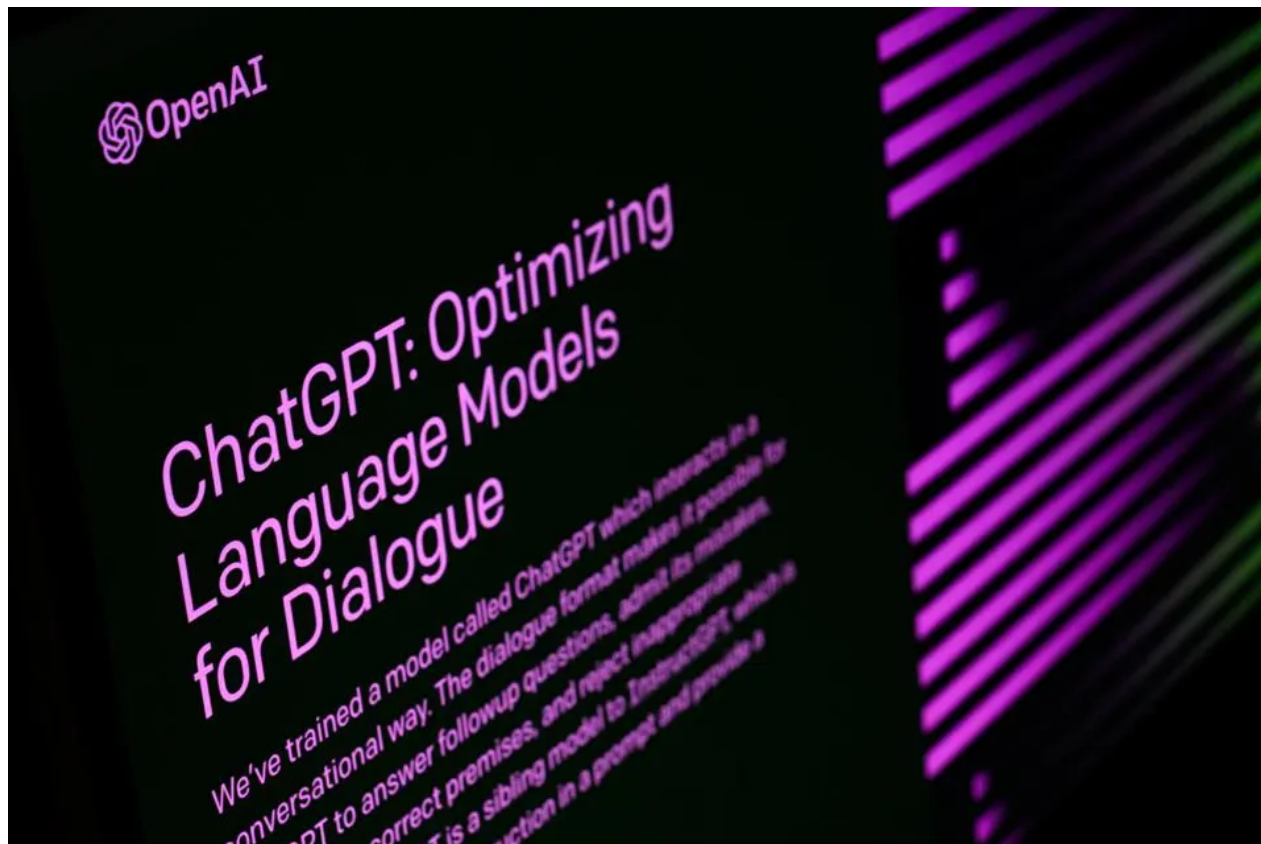 OpenAI
ChatGPT: Optimizing
Language Models
for Dialogue
We've trained a model called ChatGPT which interacts in a
conversational way. The dialogue format makes it possible for
PT to answer followup questions, admit its mistakes,
correct premises, and reject inappropriate
T is a sibling model to InstructGPT, which is
uction in a prompt and provide a